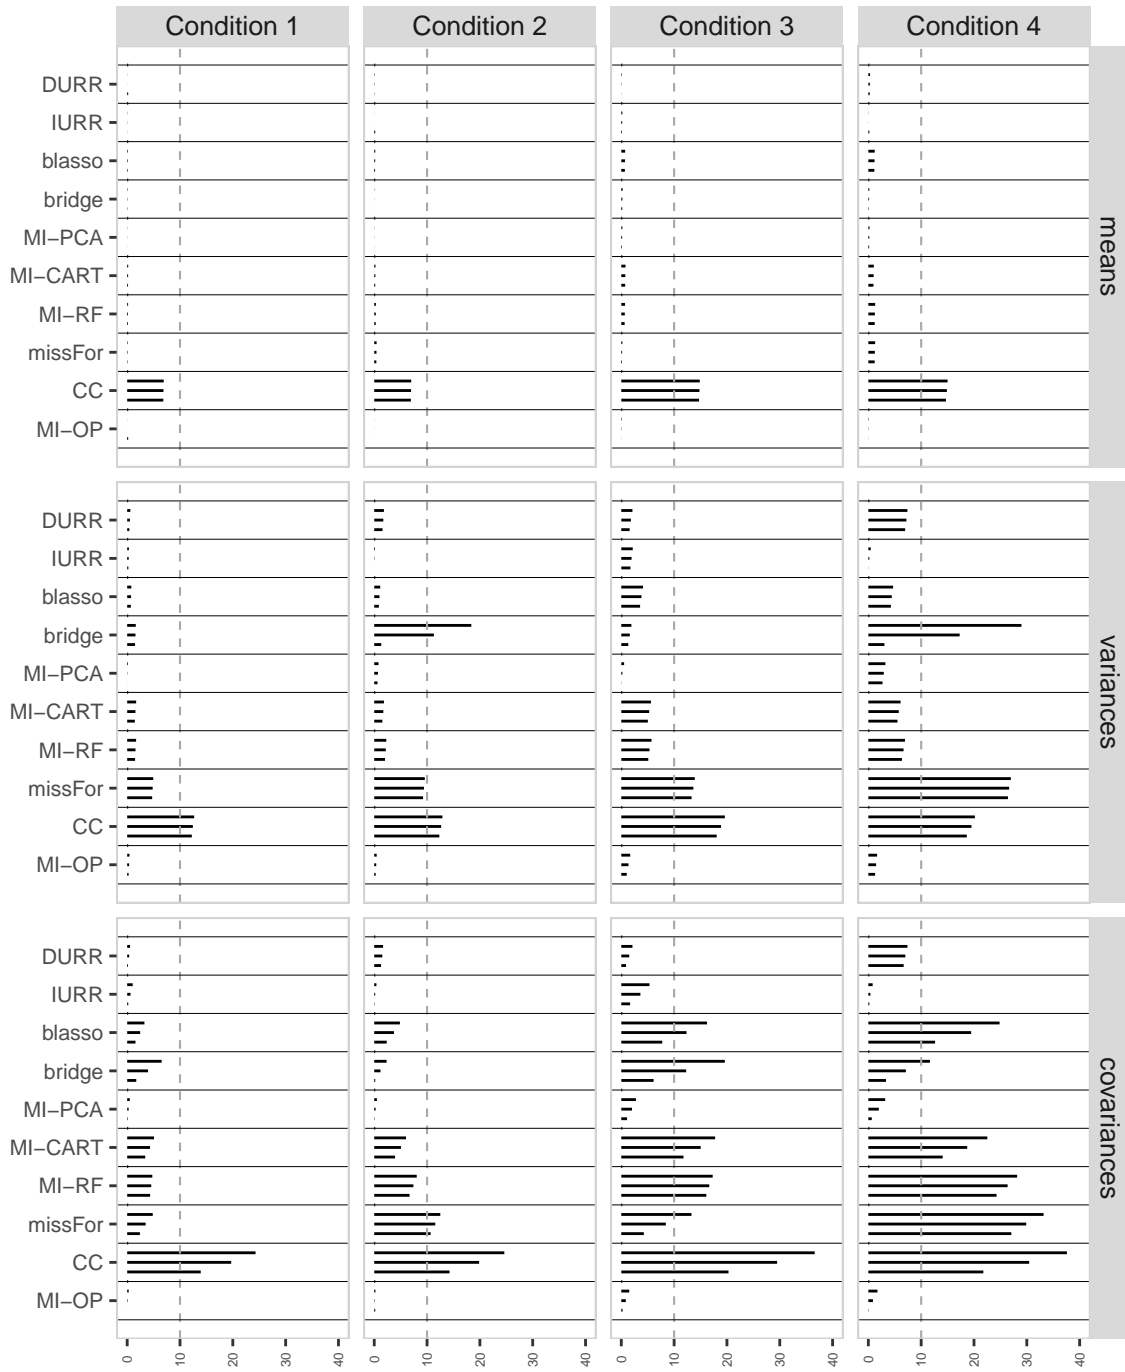 Condition 1 Condition 2 Condition 3 Condition 4
DURR
IURR
blasso
bridge
MI−PCA
MI−CART
MI−RF
missFor
CC
MI−OP
means
DURR
IURR
blasso
bridge
MI−PCA
MI−CART
MI−RF
missFor
CC
MI−OP
variances
DURR
IURR
blasso
bridge
MI−PCA
MI−CART
MI−RF
missFor
CC
MI−OP
covariances
0 10 20 30 40 0 10 20 30 40 0 10 20 30 40 0 10 20 30 40